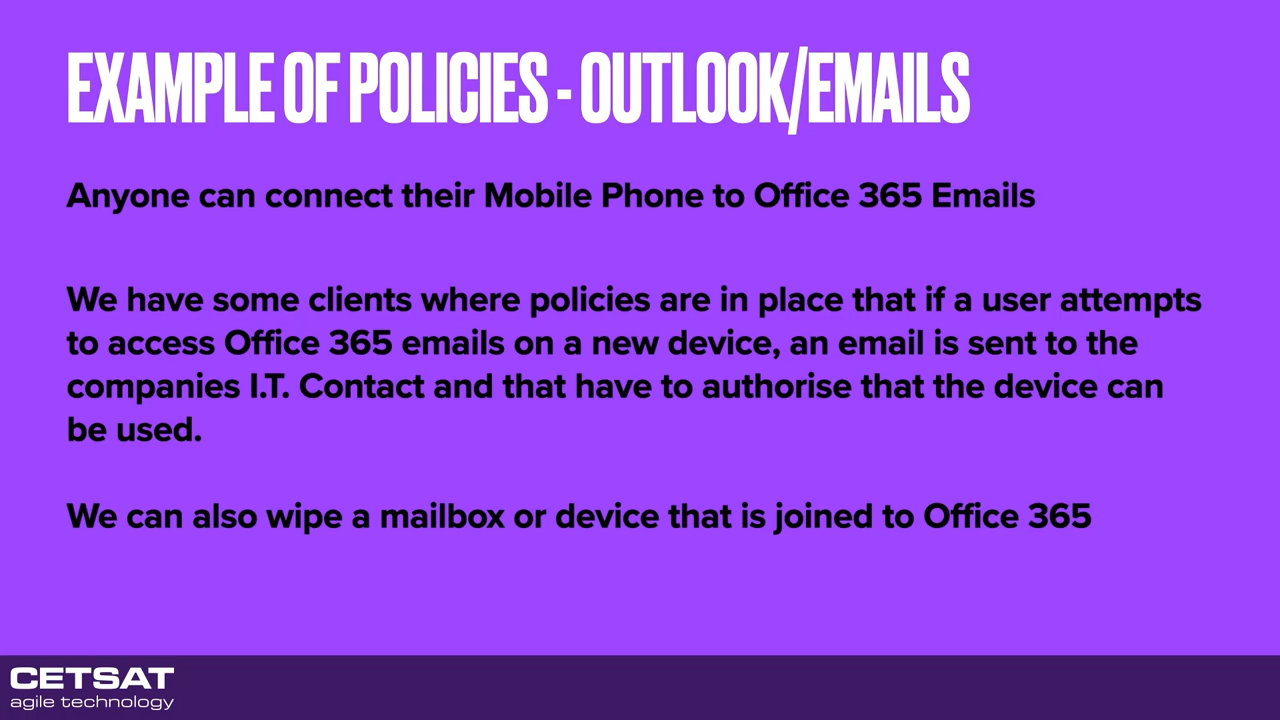 EXAMPLE OF POLICIES - OUTLOOK/EMAILS
Anyone can connect their Mobile Phone to Office 365 Emails
We have some clients where policies are in place that if a user attempts
to access Office 365 emails on a new device, an email is sent to the
companies I.T. Contact and that have to authorise that the device can
be used.
We can also wipe a mailbox or device that is joined to Office 365
CETSAT
agile technology